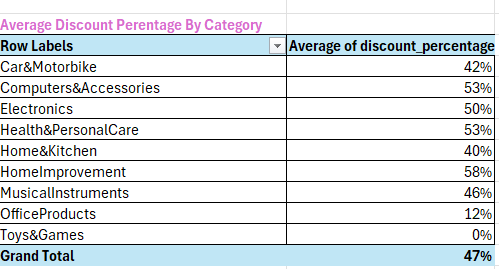 Average Discount Perentage By Category
Row Labels Average of discount_percentage
Car&Motorbike 42%
Computers&Accessories 53%
Electronics 50%
Health&PersonalCare 53%
Home&Kitchen 40%
HomeImprovement 58%
MusicalInstruments 46%
OfficeProducts 12%
Toys&Games 0%
Grand Total 47%